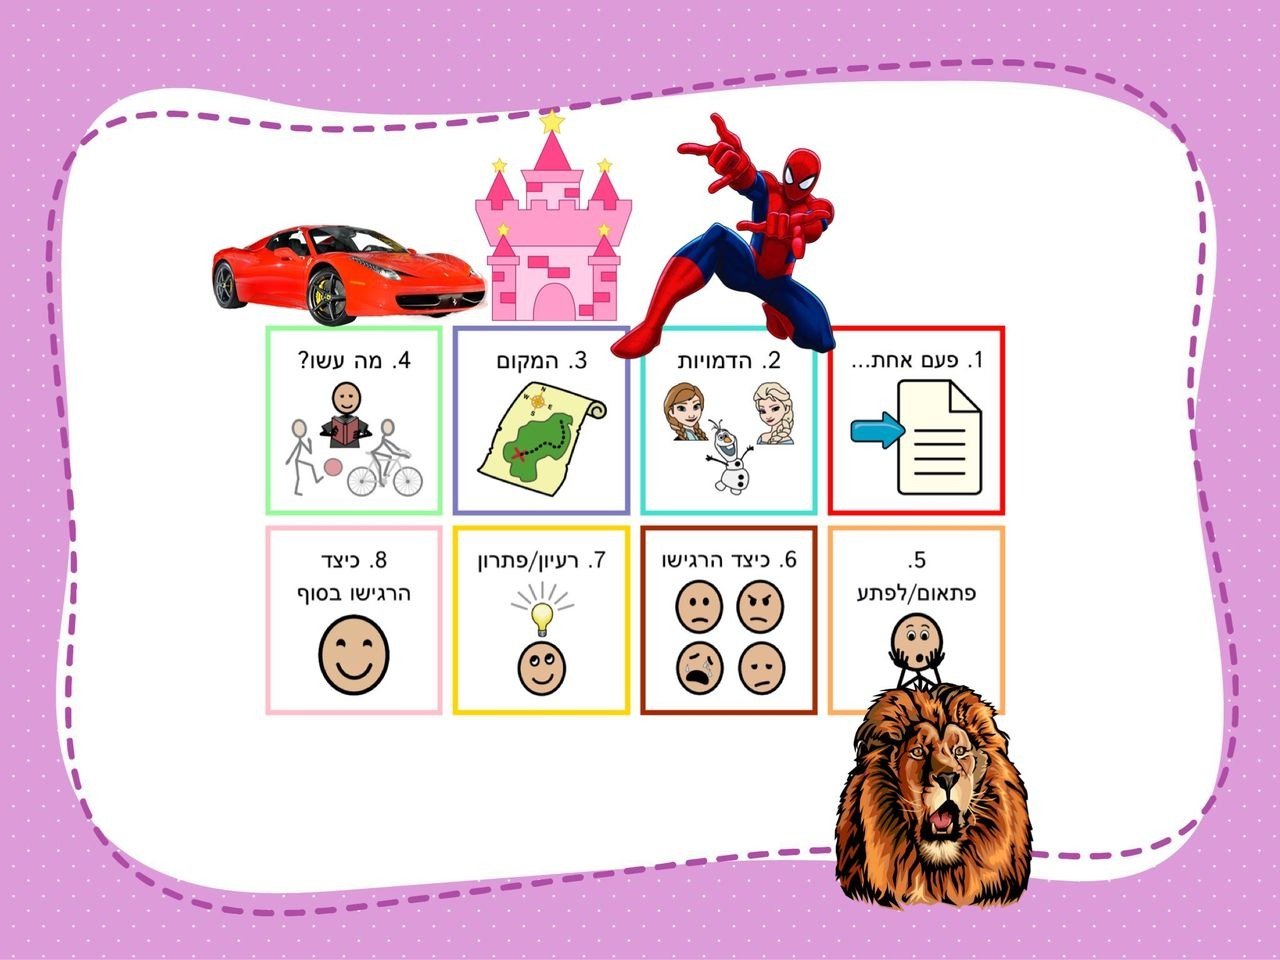 1. פעם אחת...
2. הדמויות
3. המקום
N
W
E
S
4. מה עשו?
5.
פתאום/לפתע
6. כיצד הרגישו
7. רעיון/פתרון
8. כיצד
הרגישו בסוף